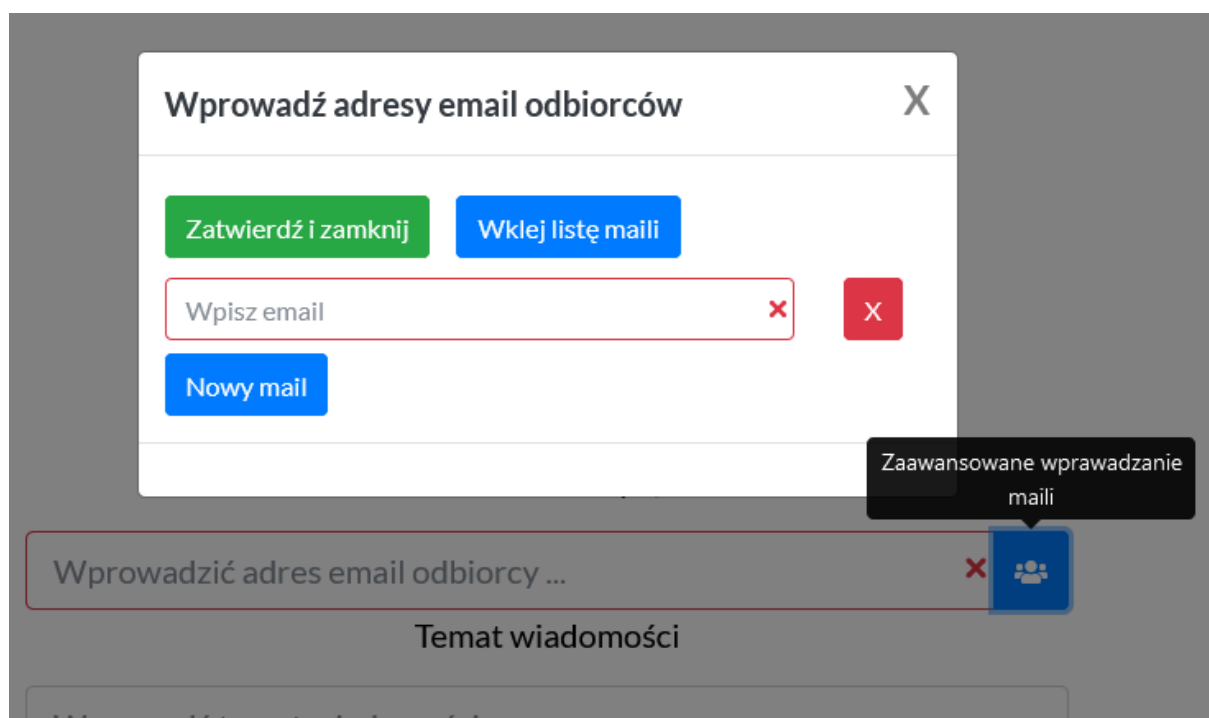 Wprowadź adresy email odbiorców X
Zatwierdź i zamknij Wklej listę maili
Wpisz email X
Nowy mail
Zaawansowane wprawadzanie
maili
Wprowadzić adres email odbiorcy ...
Temat wiadomości